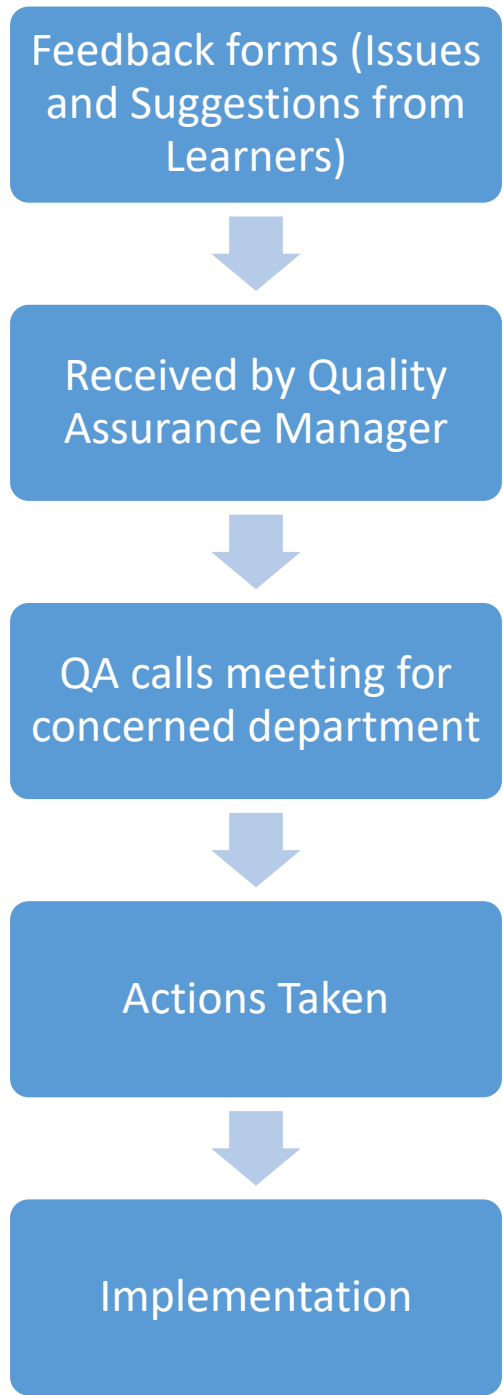 Feedback forms (Issues
and Suggestions from
Learners)
Received by Quality
Assurance Manager
QA calls meeting for
concerned department
Actions Taken
Implementation